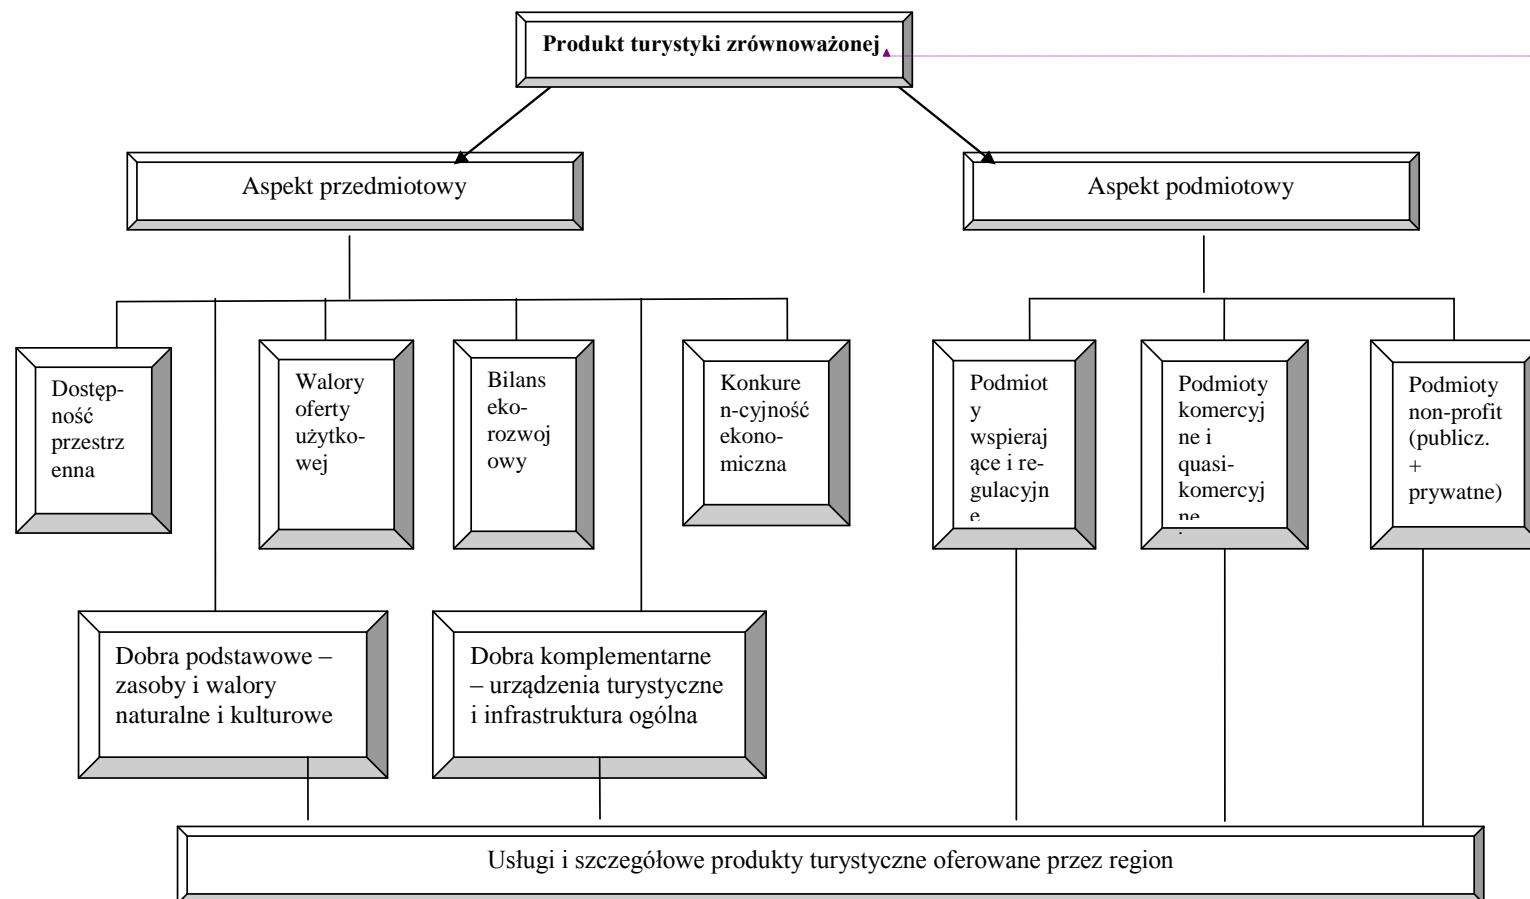 Produkt turystyki zrównoważonej
Aspekt przedmiotowy
Aspekt podmiotowy
Dostęp-
ność
przestrz
enna
Walory
oferty
użytko-
wej
Bilans
eko-
rozwoj
owy
Konkure
n-cyjność
ekono-
miczna
Podmiot
y
wspieraj
ące i re-
gulacyjn
e
Podmioty
komercyj
ne i
quasi-
komercyj
ne
Podmioty
non-profit
(publicz.
+
prywatne)
Dobra podstawowe –
zasoby i walory
naturalne i kulturowe
Dobra komplementarne
– urządzenia turystyczne
i infrastruktura ogólna
Usługi i szczegółowe produkty turystyczne oferowane przez region